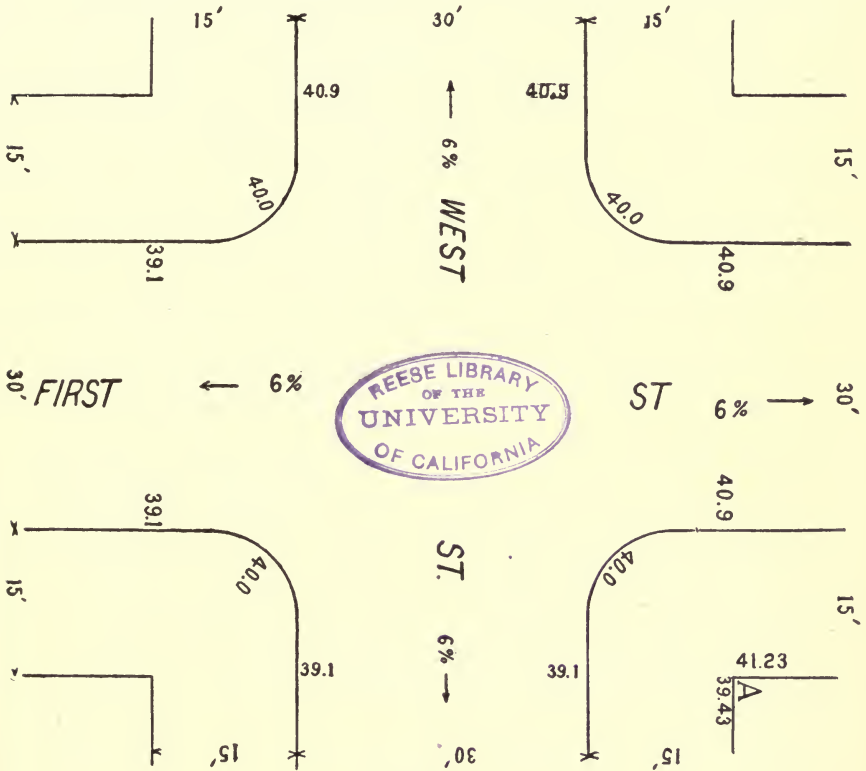 15′ 30′ 15′
40.9 40.9
15′ 6% 15′
40.0 WEST 40.0
39.1 40.9
30′ FIRST 6% ST 6% 30′
REESE LIBRARY
OF THE
UNIVERSITY
OF CALIFORNIA
39.1 40.9
40.0 ST. 40.0
15′ 15′
39.1 6% 39.1 41.23
A
39.43
15′ 30′ 15′